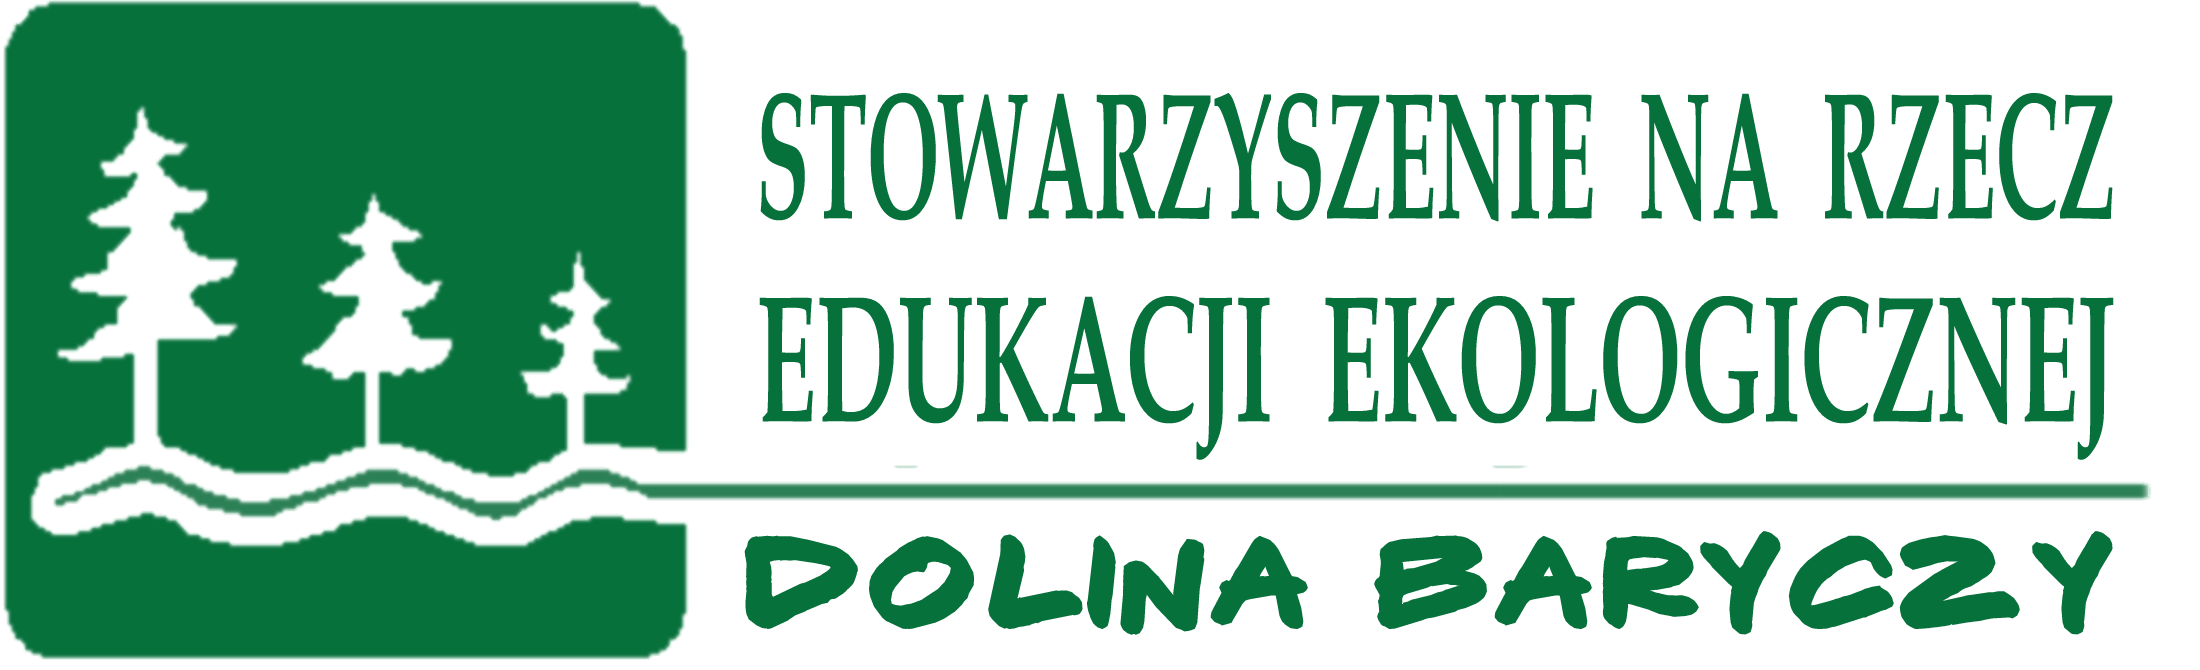 STOWARZYSZENIE NA RZECZ
EDUKACJI EKOLOGICZNEJ
DOLINA BARYCZY